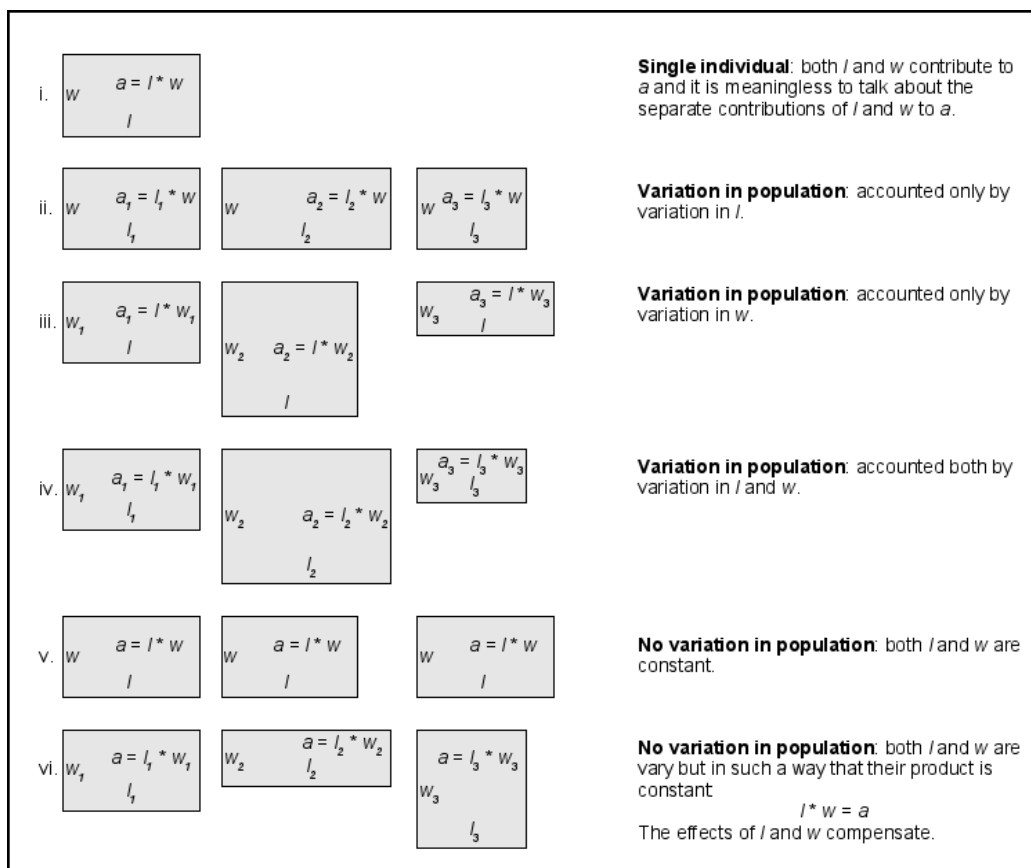 i. w a = l * w l
Single individual: both l and w contribute to
a and it is meaningless to talk about the
separate contributions of l and w to a.
ii. w a₁ = l₁ * w l₁ w a₂ = l₂ * w l₂ w a₃ = l₃ * w l₃
Variation in population: accounted only by
variation in l.
iii. w₁ a₁ = l * w₁ l w₂ a₂ = l * w₂ l w₃ a₃ = l * w₃ l
Variation in population: accounted only by
variation in w.
iv. w₁ a₁ = l₁ * w₁ l₁ w₂ a₂ = l₂ * w₂ l₂ w₃ a₃ = l₃ * w₃ l₃
Variation in population: accounted both by
variation in l and w.
v. w a = l * w l w a = l * w l w a = l * w l
No variation in population: both l and w are
constant.
vi. w₁ a = l₁ * w₁ l₁ w₂ a = l₂ * w₂ l₂ w₃ a = l₃ * w₃ l₃
No variation in population: both l and w are
vary but in such a way that their product is
constant:
l * w = a
The effects of l and w compensate.